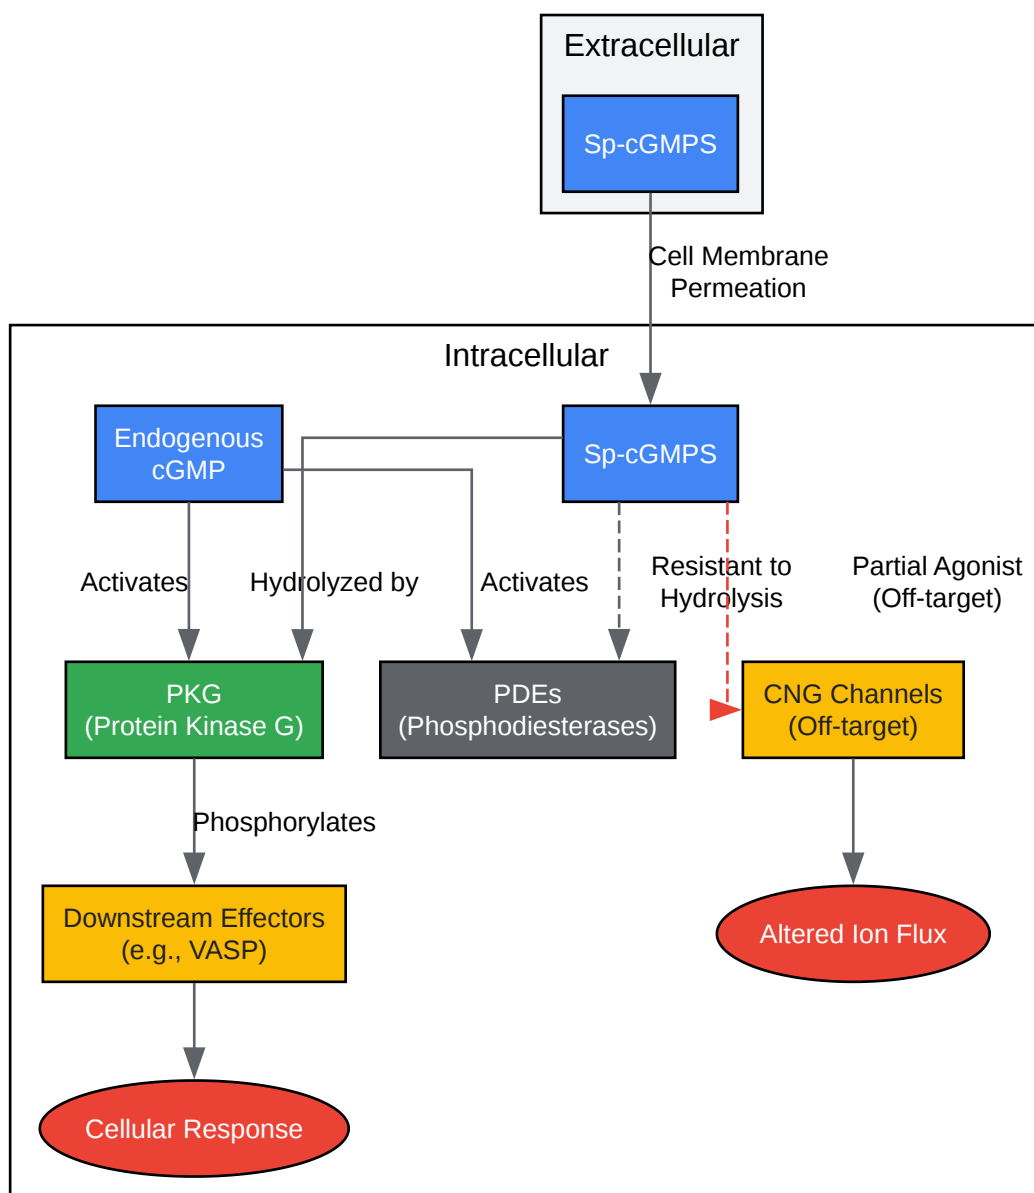 Extracellular
Sp-cGMPS
Cell Membrane
Permeation
Intracellular
Endogenous
cGMP
Sp-cGMPS
Activates
Hydrolyzed by
Activates
Resistant to
Hydrolysis
Partial Agonist
(Off-target)
PKG
(Protein Kinase G)
PDEs
(Phosphodiesterases)
CNG Channels
(Off-target)
Phosphorylates
Downstream Effectors
(e.g., VASP)
Altered Ion Flux
Cellular Response